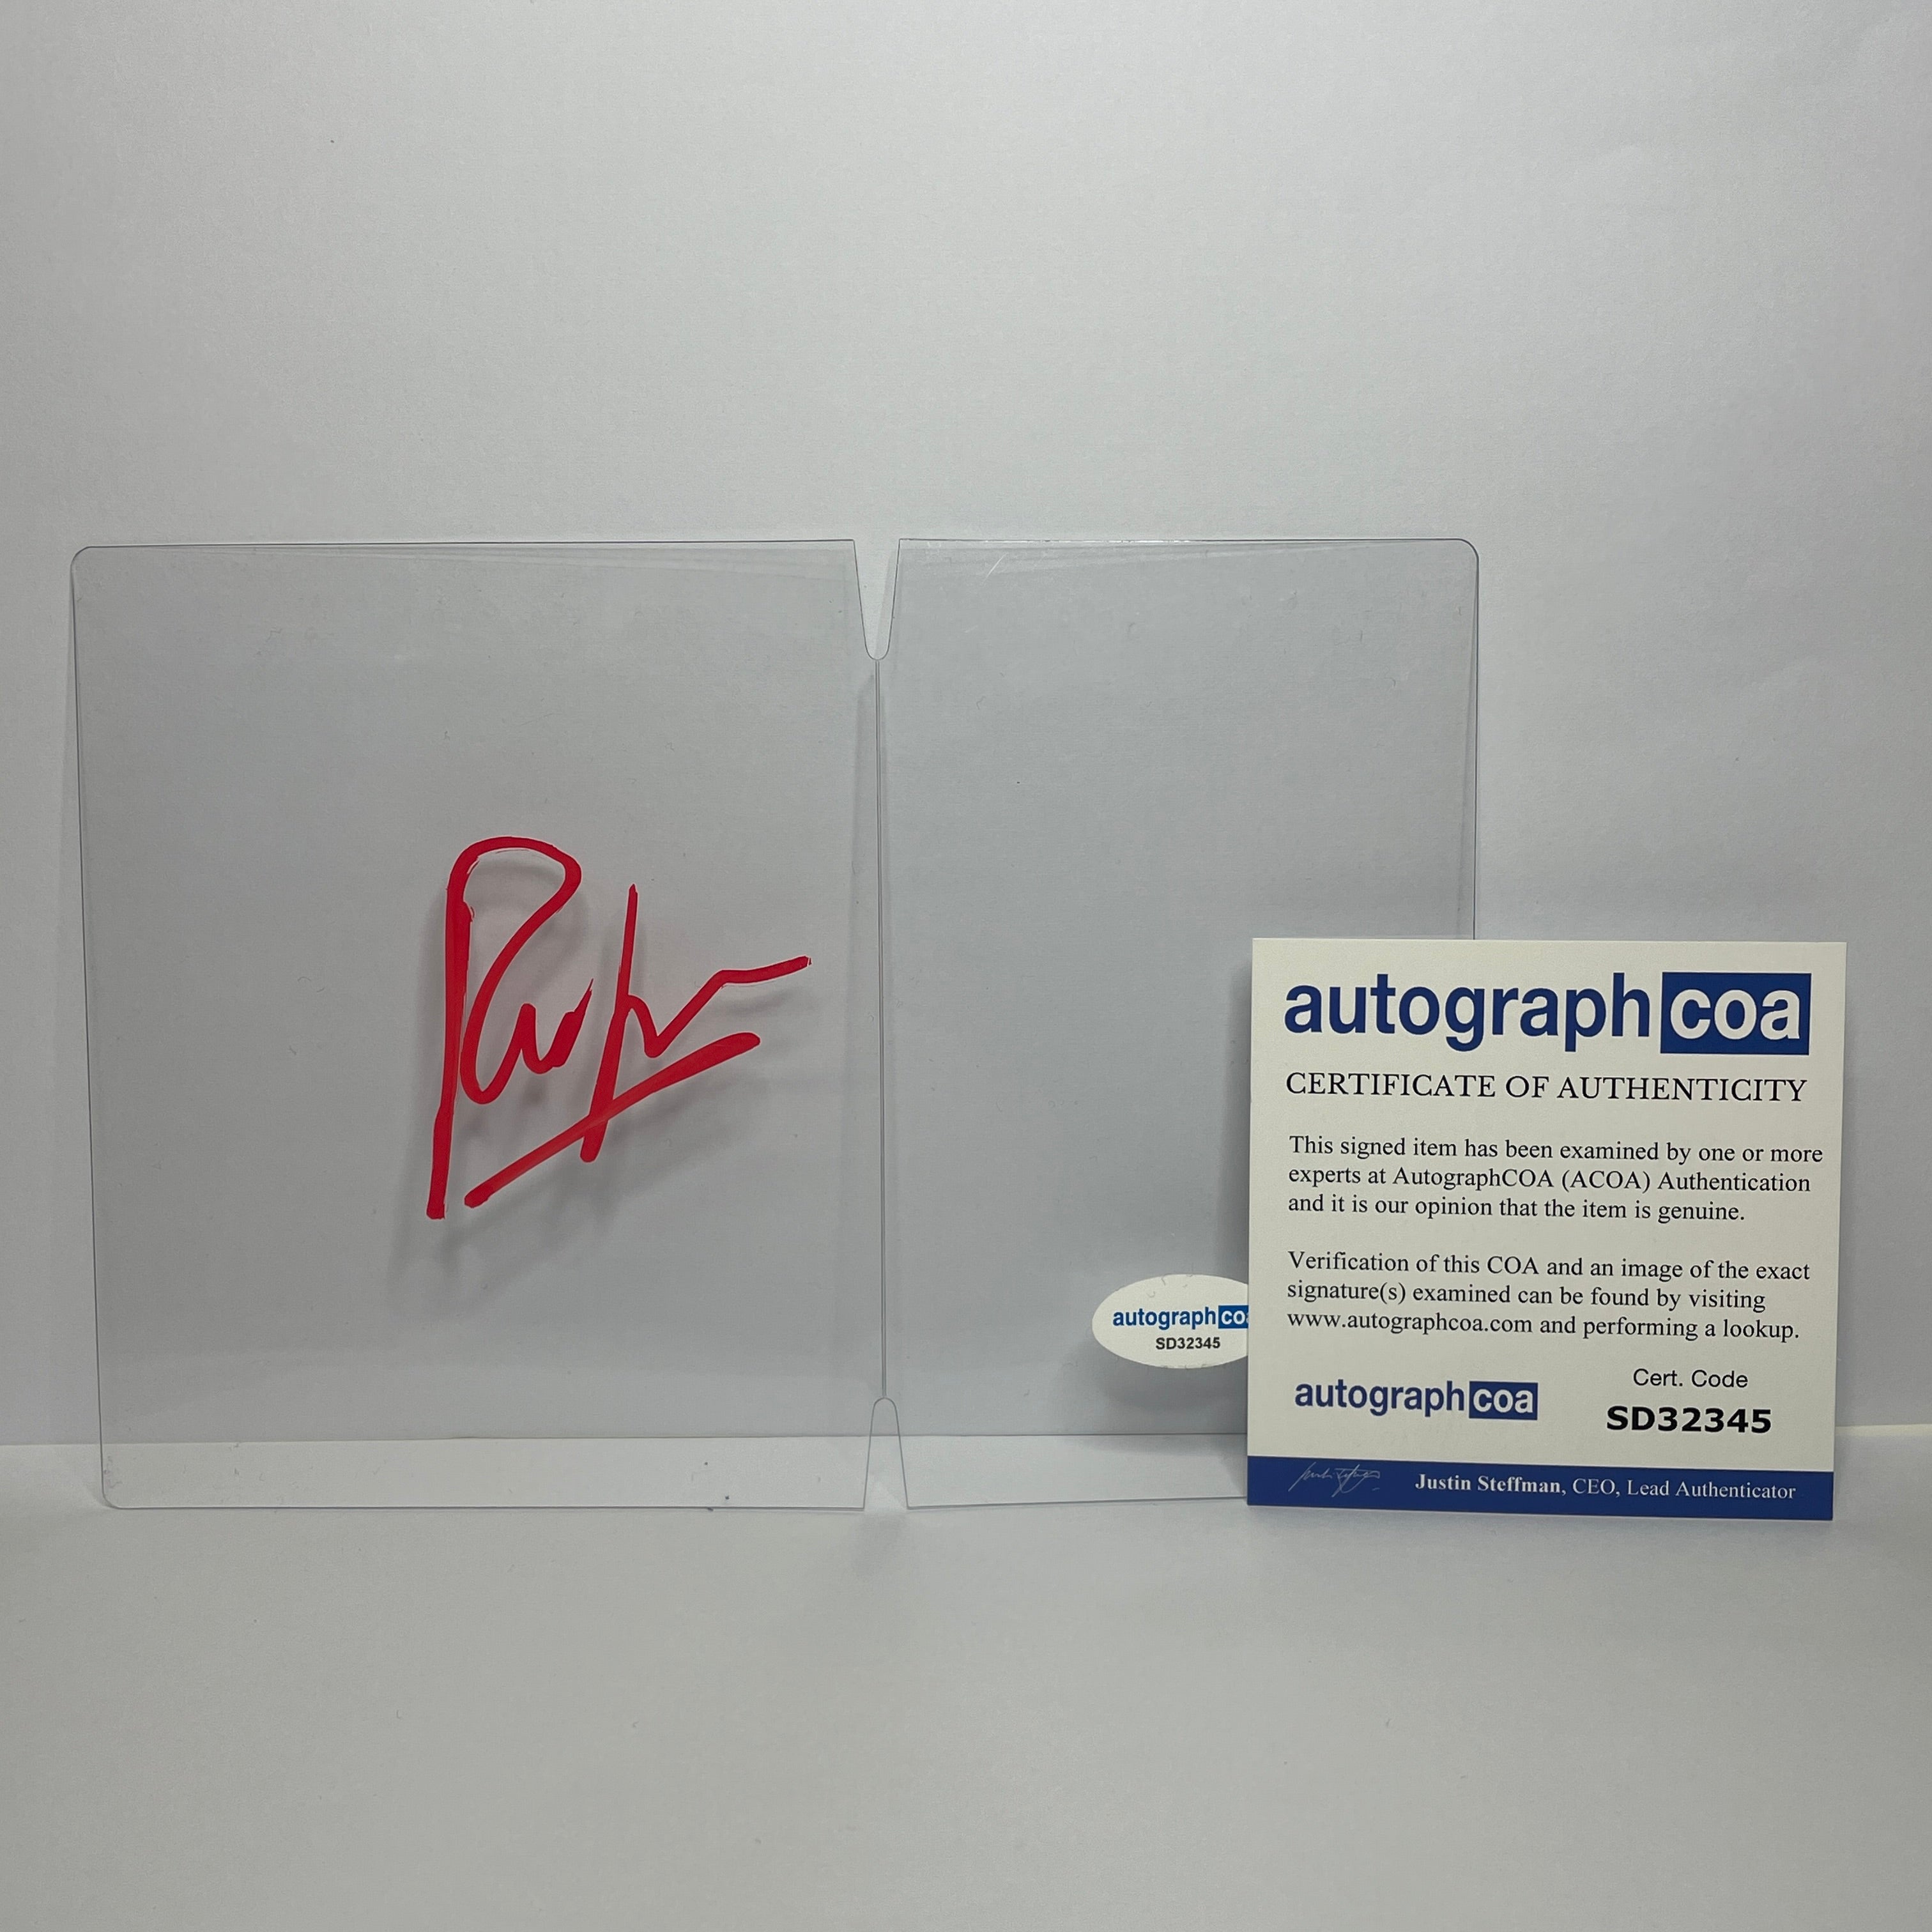 autograph coa
CERTIFICATE OF AUTHENTICITY
This signed item has been examined by one or more
experts at AutographCOA (ACOA) Authentication
and it is our opinion that the item is genuine.
Verification of this COA and an image of the exact
signature(s) examined can be found by visiting
www.autographcoa.com and performing a lookup.
autograph coa
Cert. Code
SD32345
Justin Steffman, CEO, Lead Authenticator
autograph co
SD32345